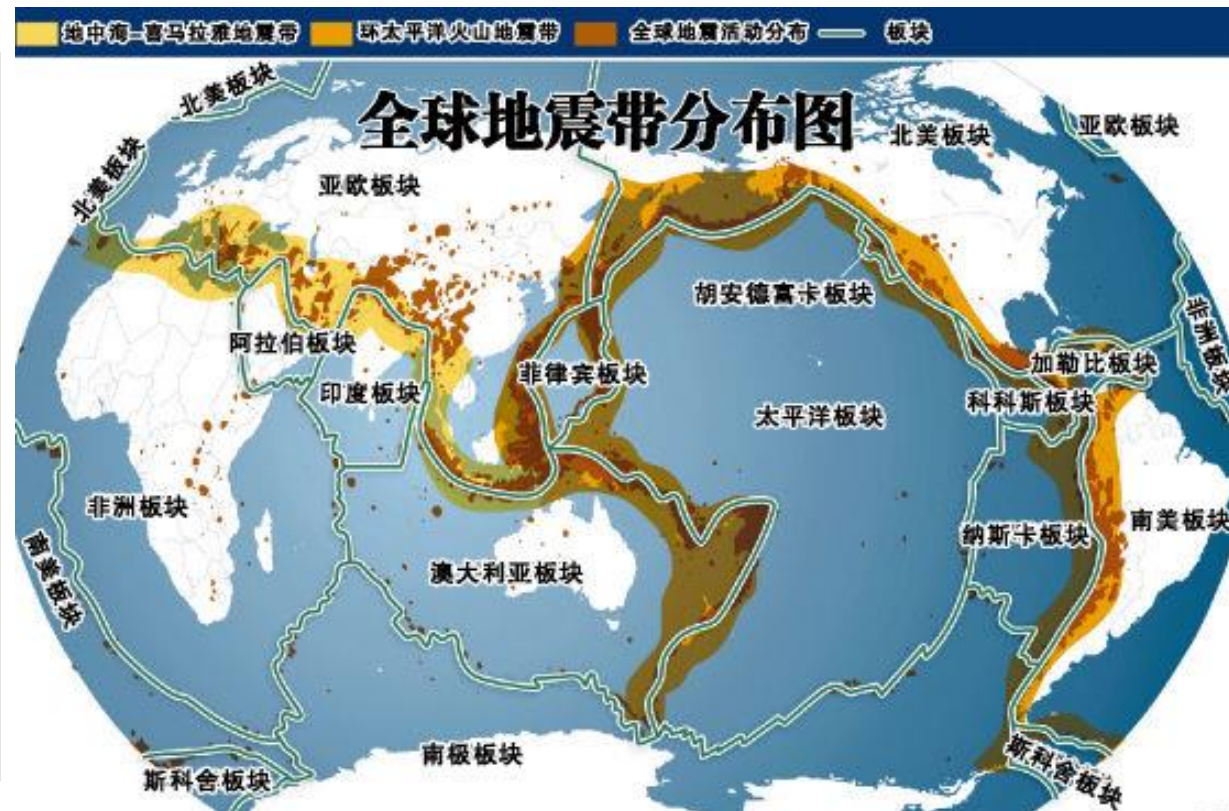 地中海-喜马拉雅地震带 环太平洋火山地震带 全球地震活动分布 板块
全球地震带分布图
北美板块
北美板块
亚欧板块
北美板块
亚欧板块
胡安德富卡板块
阿拉伯板块
印度板块
菲律宾板块
太平洋板块
加勒比板块
科科斯板块
非洲板块
非洲板块
南美板块
澳大利亚板块
纳斯卡板块
南美板块
南极板块
斯科舍板块
斯科舍板块